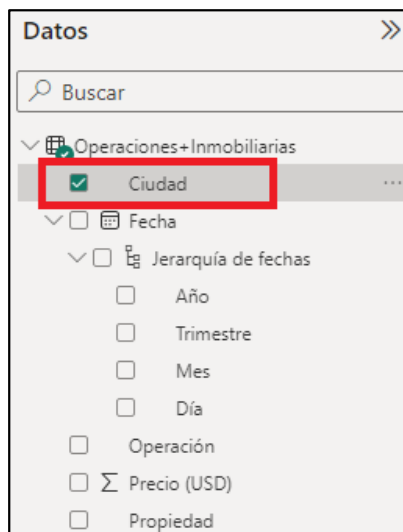 Datos
Buscar
Operaciones+Inmobiliarias
Ciudad
Fecha
Jerarquía de fechas
Año
Trimestre
Mes
Día
Operación
Precio (USD)
Propiedad